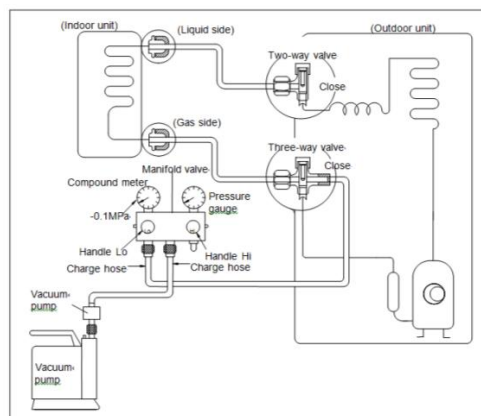 (Indoor unit)
(Liquid side)
(Outdoor unit)
Two-way valve
Close
(Gas side)
Three-way valve
Close
Manifold valve
Compound meter
Pressure
gauge
-0.1MPa
Handle Lo
Handle Hi
Charge hose
Charge hose
Vacuum-
pump
Vacuum-
pump